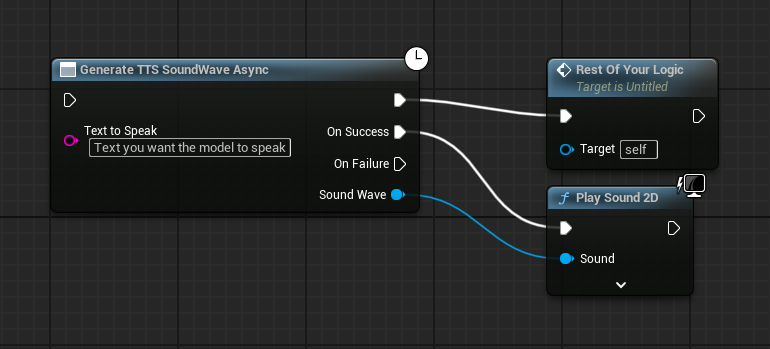 Generate TTS SoundWave Async
Text to Speak
Text you want the model to speak
On Success
On Failure
Sound Wave
Rest Of Your Logic
Target is Untitled
Target self
Play Sound 2D
Sound